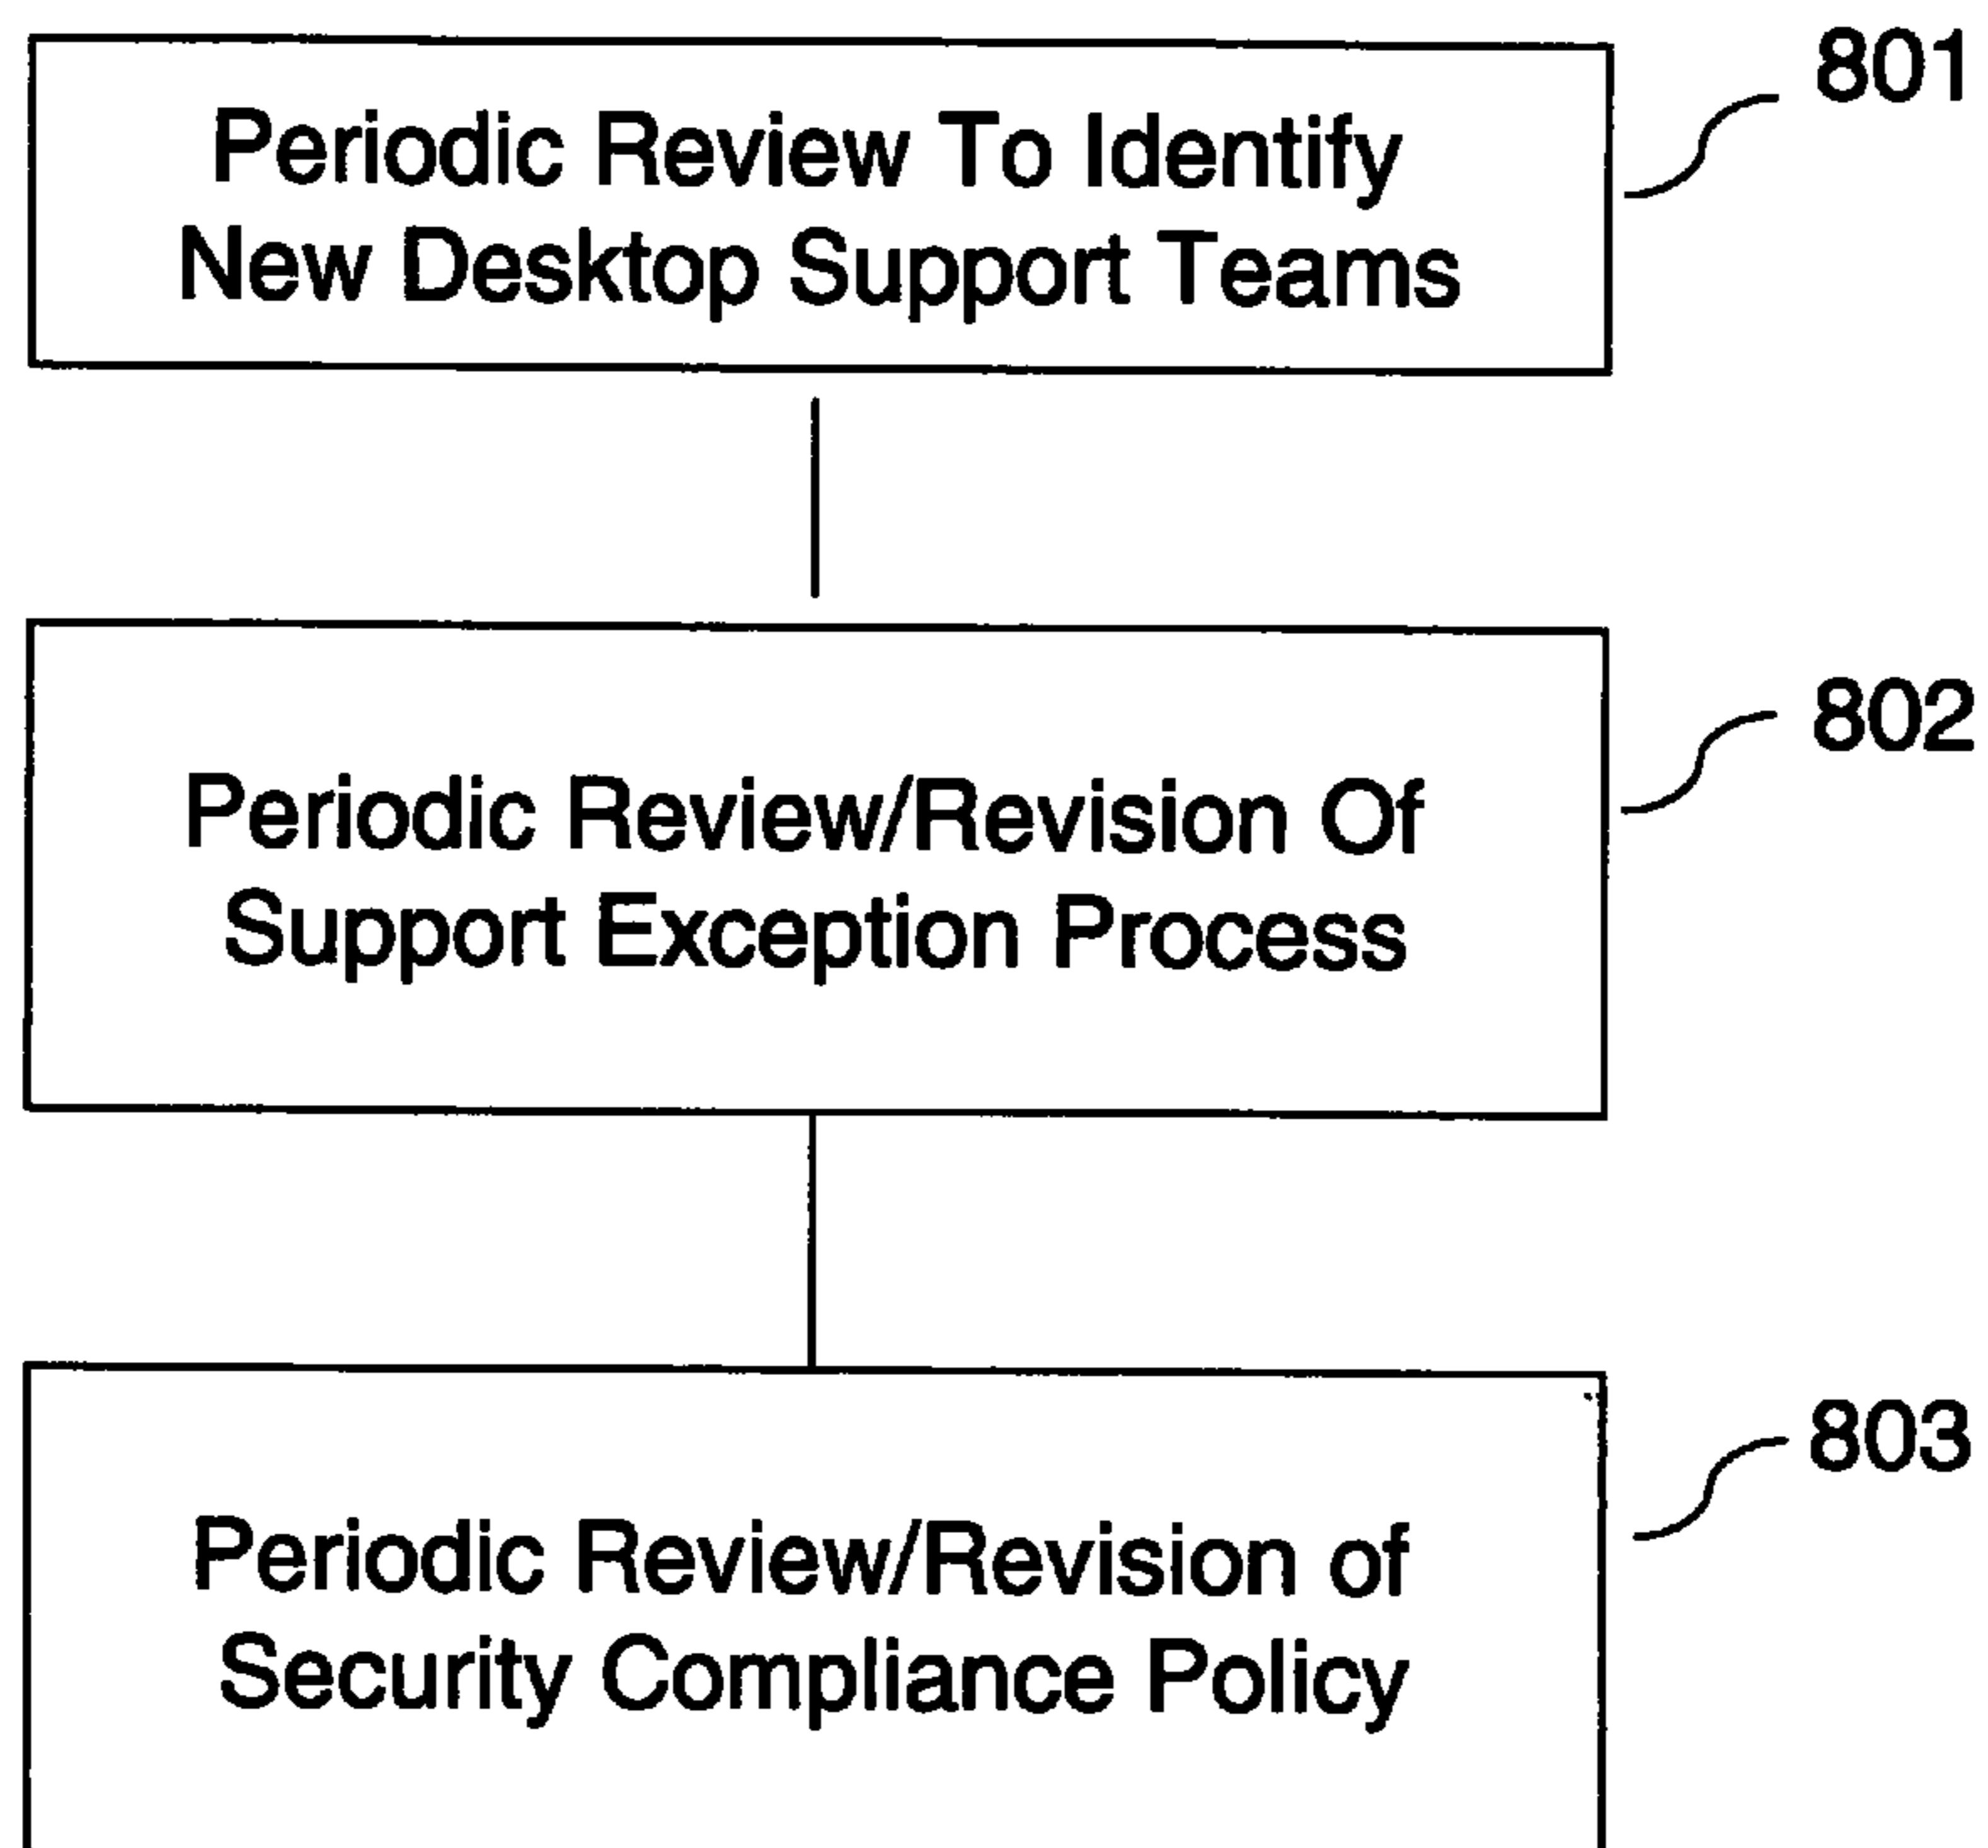 801
Periodic Review To Identify
New Desktop Support Teams
802
Periodic Review/Revision Of
Support Exception Process
803
Periodic Review/Revision of
Security Compliance Policy